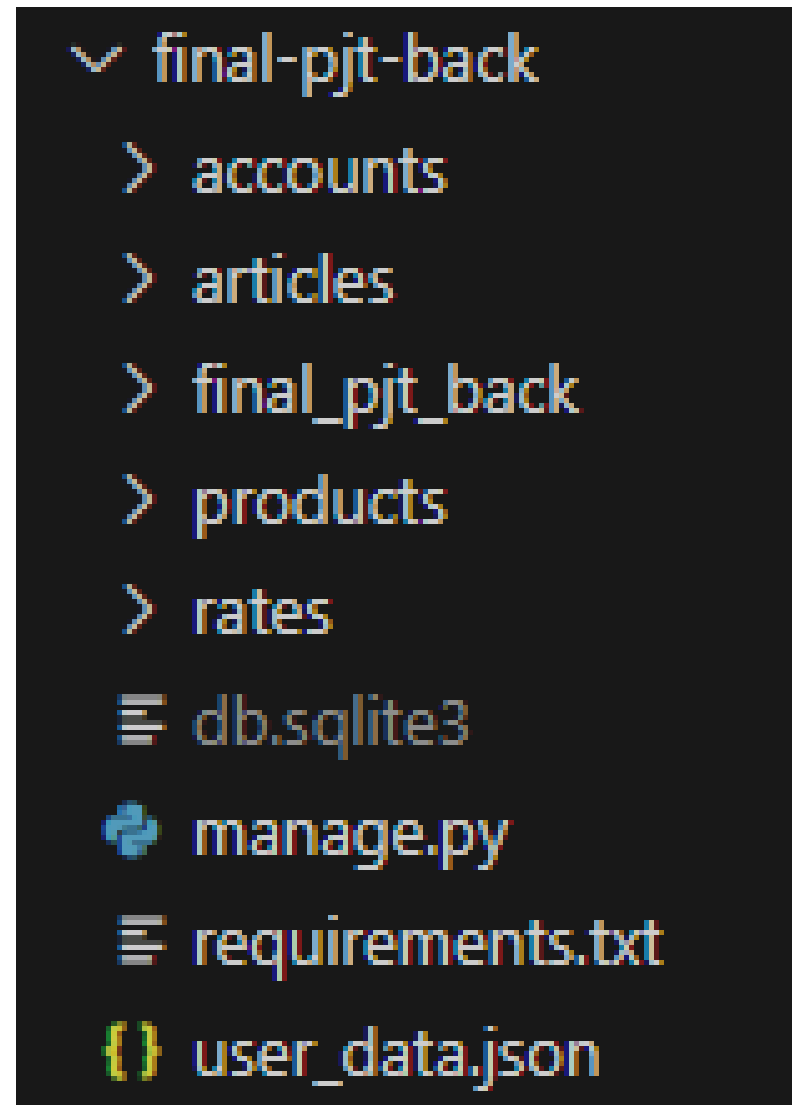 final-pjt-back
accounts
articles
final_pjt_back
products
rates
db.sqlite3
manage.py
requirements.txt
user_data.json